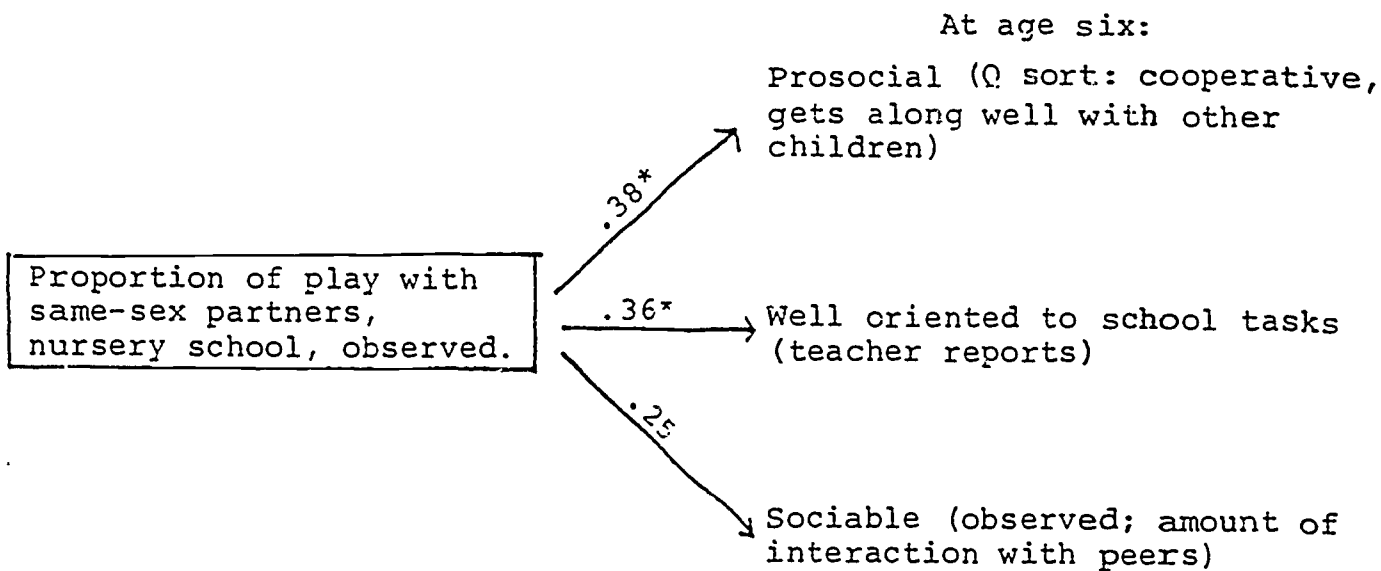 At age six:
Prosocial (Q sort: cooperative,
gets along well with other
children)
.38*
Proportion of play with
same-sex partners,
nursery school, observed.
.36*
Well oriented to school tasks
(teacher reports)
.25
Sociable (observed; amount of
interaction with peers)